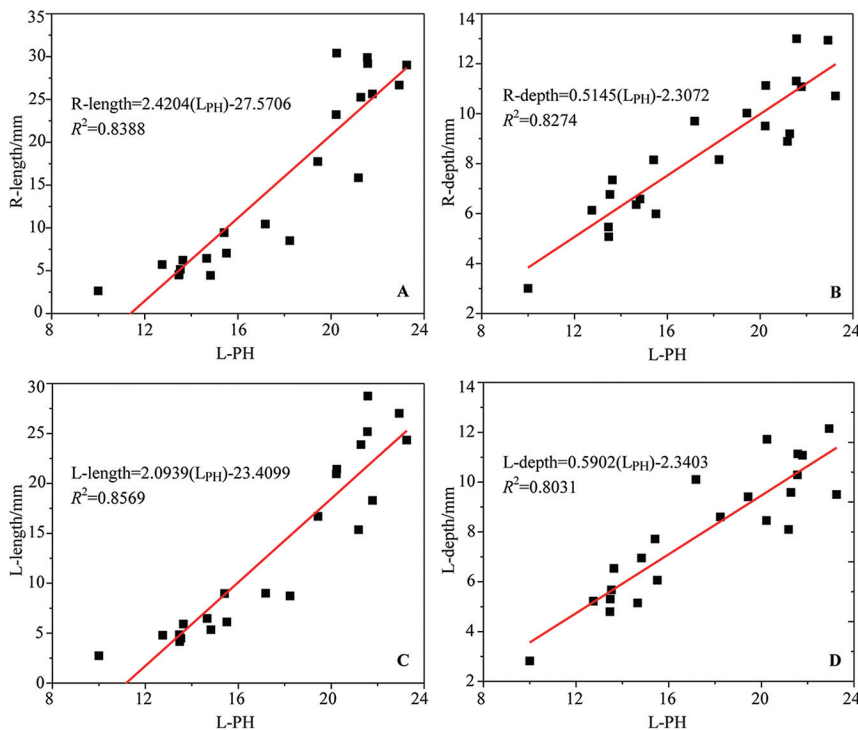 35
30
25
20
15
10
5
0
R-length/mm
R-length=2.4204(LPH)-27.5706
R²=0.8388
A
8 12 16 20 24
L-PH
14
12
10
8
6
4
2
R-depth/mm
R-depth=0.5145(LPH)-2.3072
R²=0.8274
B
8 12 16 20 24
L-PH
30
25
20
15
10
5
0
L-length/mm
L-length=2.0939(LPH)-23.4099
R²=0.8569
C
8 12 16 20 24
L-PH
14
12
10
8
6
4
2
L-depth/mm
L-depth=0.5902(LPH)-2.3403
R²=0.8031
D
8 12 16 20 24
L-PH